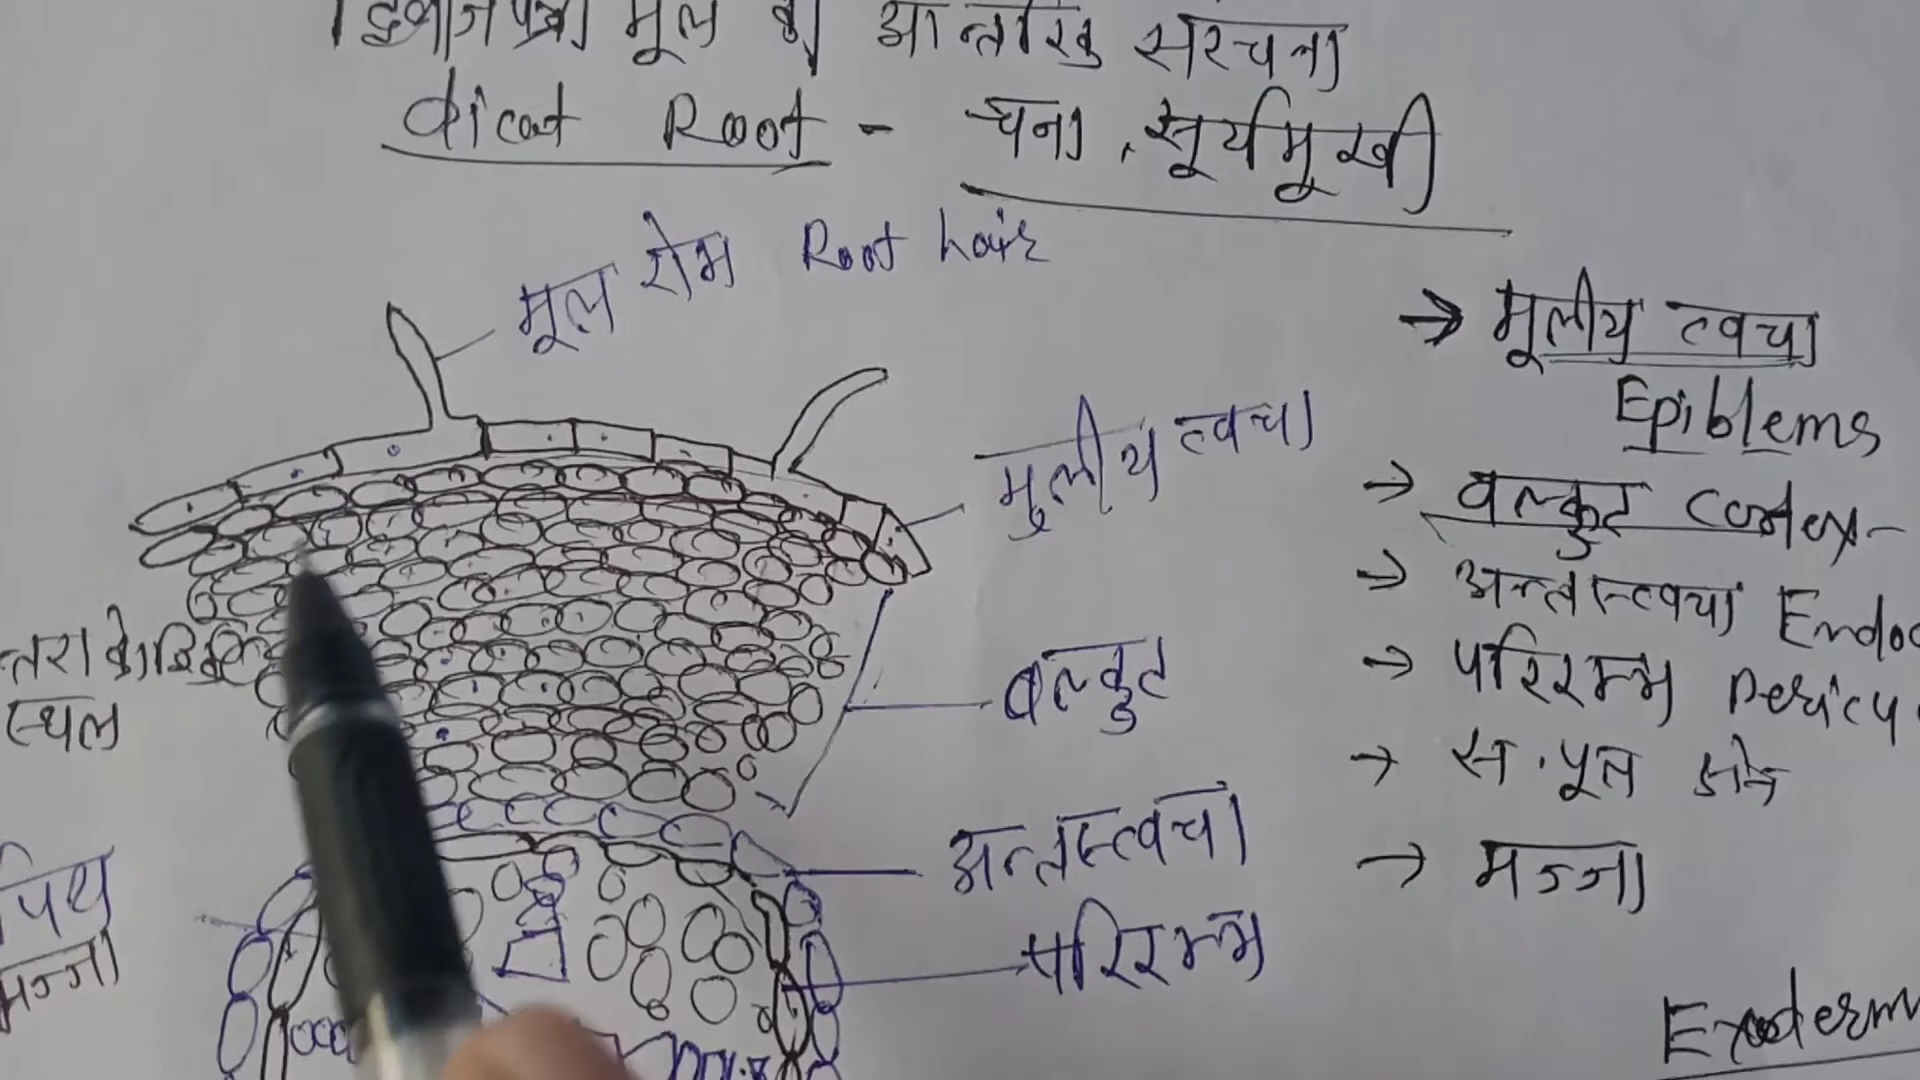 द्विबीजपत्री मूल की आन्तरिक संरचना
dicot Root - चना, सूर्यमूखी
मूल रोम Root hair
→ मूलीय त्वचा
Epiblems
मुलीय त्वचा
→ वल्कुट Cortex -
→ अन्तस्त्वचा Endo
तरा कोशिकीय
स्थल
वल्कुट
→ परिरम्भ Pericy
→ स. पूल
→ मज्जा
अन्तस्त्वचा
पिथ
मज्जा
परिरम्भ
Exoderm